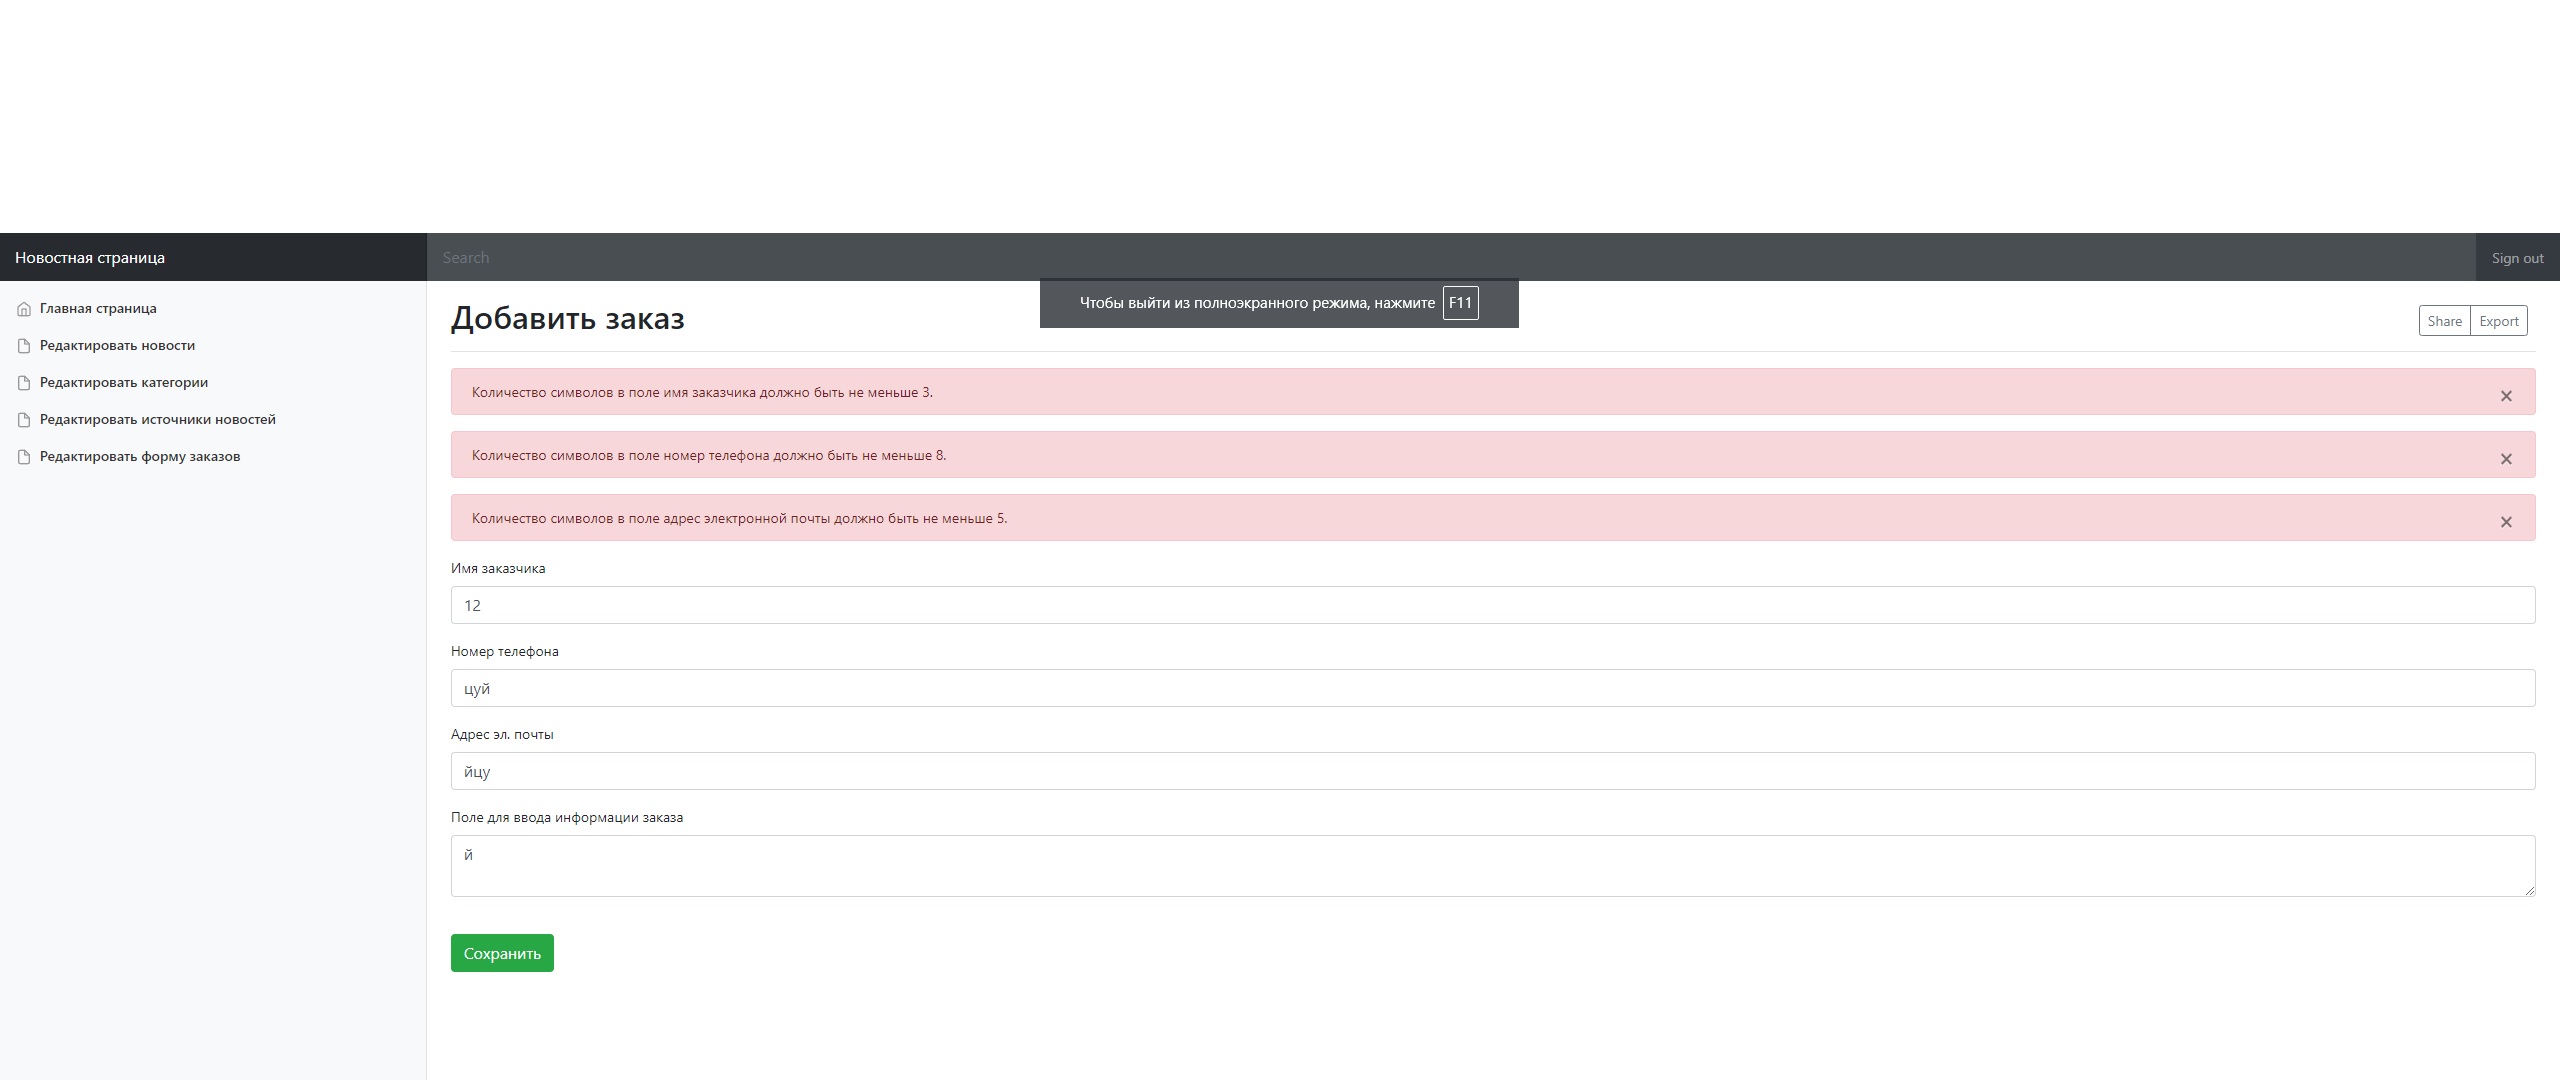 Новостная страница
Search
Sign out
Чтобы выйти из полноэкранного режима, нажмите F11
Главная страница
Редактировать новости
Редактировать категории
Редактировать источники новостей
Редактировать форму заказов
Добавить заказ
Share
Export
Количество символов в поле имя заказчика должно быть не меньше 3.
×
Количество символов в поле номер телефона должно быть не меньше 8.
×
Количество символов в поле адрес электронной почты должно быть не меньше 5.
×
Имя заказчика
12
Номер телефона
цуй
Адрес эл. почты
йцу
Поле для ввода информации заказа
й
Сохранить